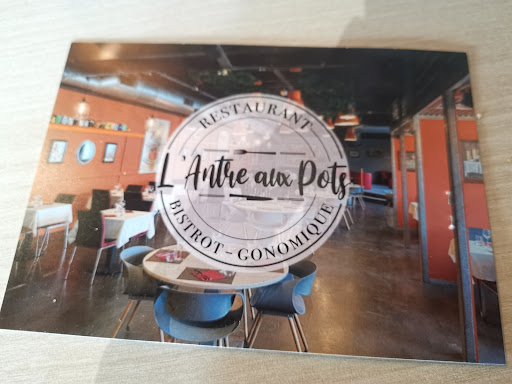 RESTAURANT
L'Antre aux Pots
BISTROT - GONOMIQUE